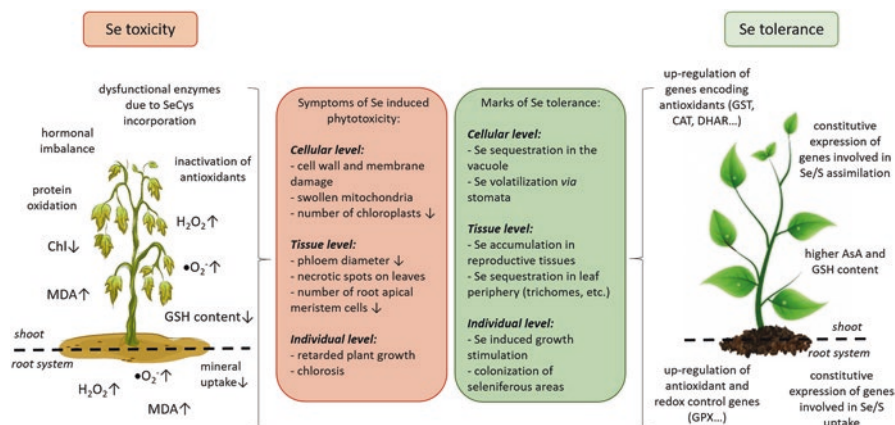 Se toxicity
dysfunctional enzymes
due to SeCys
incorporation
hormonal
imbalance
inactivation of
antioxidants
protein
oxidation
H₂O₂↑
Chl↓
•O₂⁻↑
MDA↑
GSH content↓
shoot
root system
mineral
uptake↓
•O₂⁻↑
H₂O₂↑
MDA↑
Symptoms of Se induced
phytotoxicity:
Cellular level:
- cell wall and membrane
damage
- swollen mitochondria
- number of chloroplasts ↓
Tissue level:
- phloem diameter ↓
- necrotic spots on leaves
- number of root apical
meristem cells ↓
Individual level:
- retarded plant growth
- chlorosis
Marks of Se tolerance:
Cellular level:
- Se sequestration in the
vacuole
- Se volatilization via
stomata
Tissue level:
- Se accumulation in
reproductive tissues
- Se sequestration in leaf
periphery (trichomes, etc.)
Individual level:
- Se induced growth
stimulation
- colonization of
seleniferous areas
Se tolerance
up-regulation of
genes encoding
antioxidants (GST,
CAT, DHAR...)
constitutive
expression of
genes involved in
Se/S assimilation
higher AsA and
GSH content
shoot
root system
up-regulation of
antioxidant and
redox control genes
(GPX...)
constitutive
expression of genes
involved in Se/S
uptake